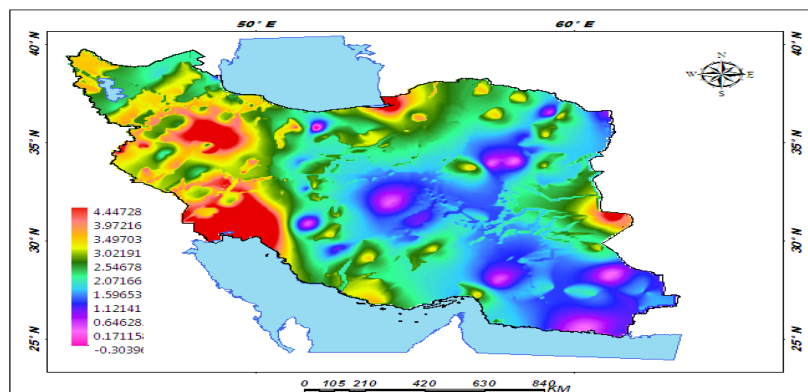 50° E 60° E
40° N 40° N
N
W E
S
35° N 35° N
4.44728
3.97216
3.49703
3.02191
2.54678
2.07166
1.59653
1.12141
0.64628
0.17115
-0.3039
30° N 30° N
25° N 25° N
0 105 210 420 630 840
KM